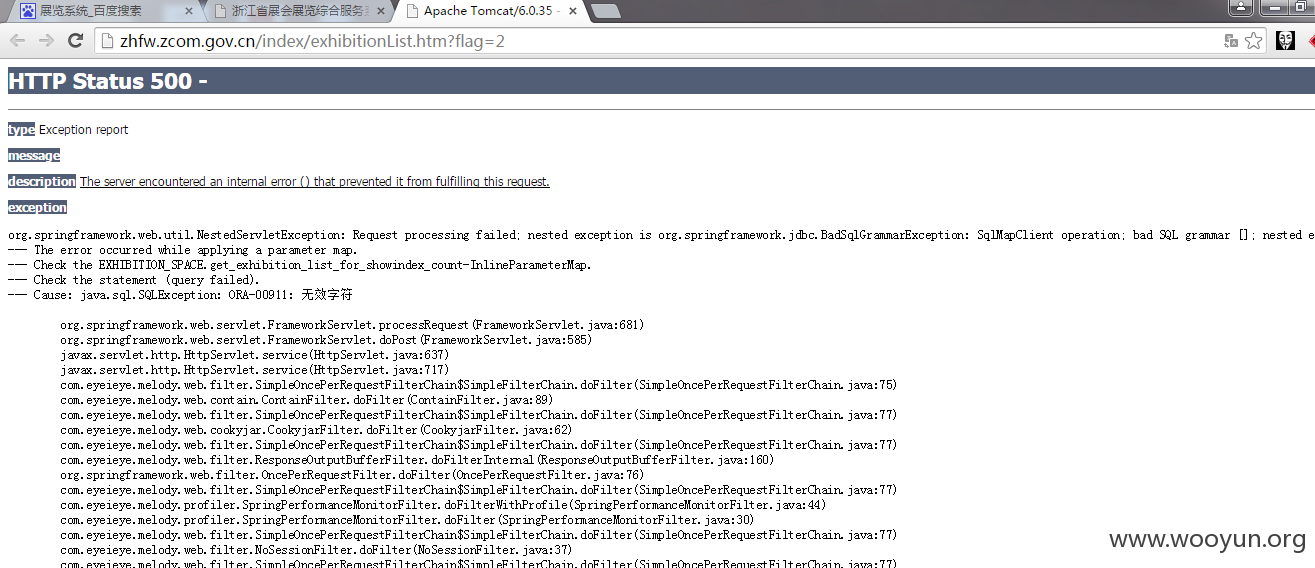 展览系统_百度搜索
浙江省展会展览综合服务
Apache Tomcat/6.0.35 -
zhfw.zcom.gov.cn/index/exhibitionList.htm?flag=2
HTTP Status 500 -
type Exception report
message
description The server encountered an internal error () that prevented it from fulfilling this request.
exception
org.springframework.web.util.NestedServletException: Request processing failed; nested exception is org.springframework.jdbc.BadSqlGrammarException: SqlMapClient operation; bad SQL grammar []; nested e
--- The error occurred while applying a parameter map.
--- Check the EXHIBITION_SPACE.get_exhibition_list_for_showindex_count-InlineParameterMap.
--- Check the statement (query failed).
--- Cause: java.sql.SQLException: ORA-00911: 无效字符
org.springframework.web.servlet.FrameworkServlet.processRequest(FrameworkServlet.java:681)
org.springframework.web.servlet.FrameworkServlet.doPost(FrameworkServlet.java:585)
javax.servlet.http.HttpServlet.service(HttpServlet.java:637)
javax.servlet.http.HttpServlet.service(HttpServlet.java:717)
com.eyeieye.melody.web.filter.SimpleOncePerRequestFilterChain$SimpleFilterChain.doFilter(SimpleOncePerRequestFilterChain.java:75)
com.eyeieye.melody.web.contain.ContainFilter.doFilter(ContainFilter.java:89)
com.eyeieye.melody.web.filter.SimpleOncePerRequestFilterChain$SimpleFilterChain.doFilter(SimpleOncePerRequestFilterChain.java:77)
com.eyeieye.melody.web.cookyjar.CookyjarFilter.doFilter(CookyjarFilter.java:62)
com.eyeieye.melody.web.filter.SimpleOncePerRequestFilterChain$SimpleFilterChain.doFilter(SimpleOncePerRequestFilterChain.java:77)
com.eyeieye.melody.web.filter.ResponseOutputBufferFilter.doFilterInternal(ResponseOutputBufferFilter.java:160)
org.springframework.web.filter.OncePerRequestFilter.doFilter(OncePerRequestFilter.java:76)
com.eyeieye.melody.web.filter.SimpleOncePerRequestFilterChain$SimpleFilterChain.doFilter(SimpleOncePerRequestFilterChain.java:77)
com.eyeieye.melody.profiler.SpringPerformanceMonitorFilter.doFilterWithProfile(SpringPerformanceMonitorFilter.java:44)
com.eyeieye.melody.profiler.SpringPerformanceMonitorFilter.doFilter(SpringPerformanceMonitorFilter.java:30)
com.eyeieye.melody.web.filter.SimpleOncePerRequestFilterChain$SimpleFilterChain.doFilter(SimpleOncePerRequestFilterChain.java:77)
com.eyeieye.melody.web.filter.NoSessionFilter.doFilter(NoSessionFilter.java:37)
com.eyeieye.melody.web.filter.SimpleOncePerRequestFilterChain$SimpleFilterChain.doFilter(SimpleOncePerRequestFilterChain.java:77)
www.wooyun.org